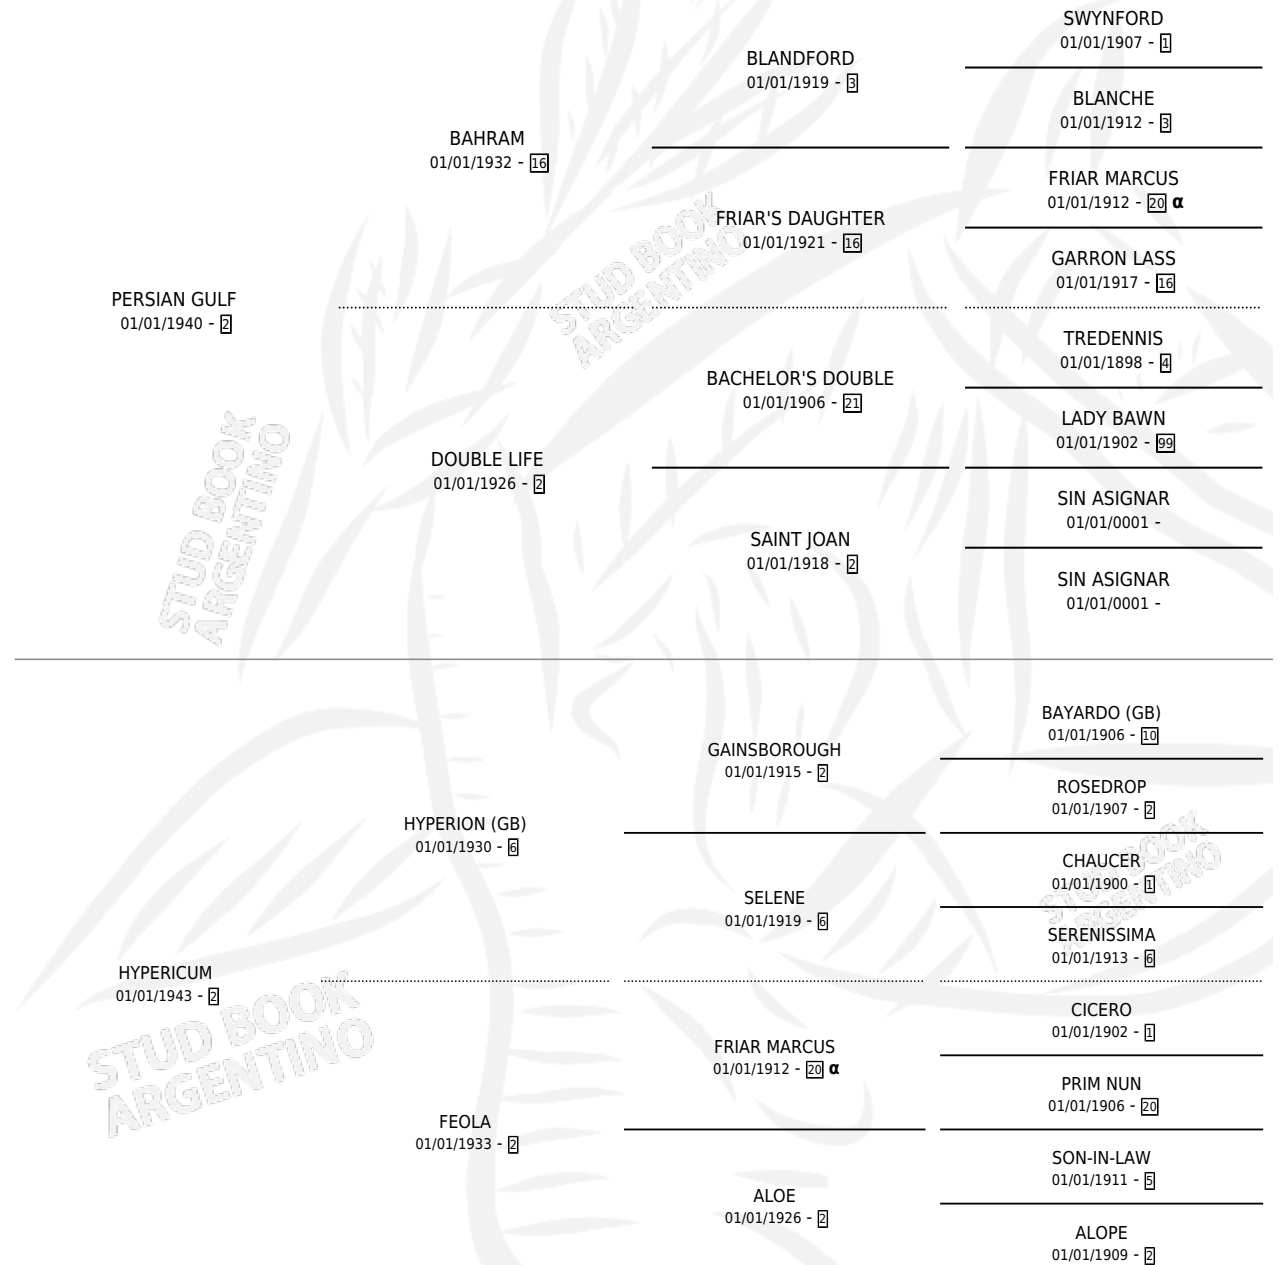 SWYNFORD
01/01/1907 - 1
BLANDFORD
01/01/1919 - 3
BLANCHE
01/01/1912 - 3
BAHRAM
01/01/1932 - 16
FRIAR MARCUS
01/01/1912 - 20 α
FRIAR'S DAUGHTER
01/01/1921 - 16
GARRON LASS
01/01/1917 - 16
PERSIAN GULF
01/01/1940 - 2
TREDENNIS
01/01/1898 - 4
BACHELOR'S DOUBLE
01/01/1906 - 21
LADY BAWN
01/01/1902 - 99
DOUBLE LIFE
01/01/1926 - 2
SIN ASIGNAR
01/01/0001 -
SAINT JOAN
01/01/1918 - 2
SIN ASIGNAR
01/01/0001 -
BAYARDO (GB)
01/01/1906 - 10
GAINSBOROUGH
01/01/1915 - 2
ROSEDROP
01/01/1907 - 2
HYPERION (GB)
01/01/1930 - 6
CHAUCER
01/01/1900 - 1
SELENE
01/01/1919 - 6
SERENISSIMA
01/01/1913 - 6
HYPERICUM
01/01/1943 - 2
CICERO
01/01/1902 - 1
FRIAR MARCUS
01/01/1912 - 20 α
PRIM NUN
01/01/1906 - 20
FEOLA
01/01/1933 - 2
SON-IN-LAW
01/01/1911 - 5
ALOE
01/01/1926 - 2
ALOPE
01/01/1909 - 2
STUD BOOK
ARGENTINO
STUD BOOK
ARGENTINO
STUD BOOK
ARGENTINO
STUD BOOK
ARGENTINO